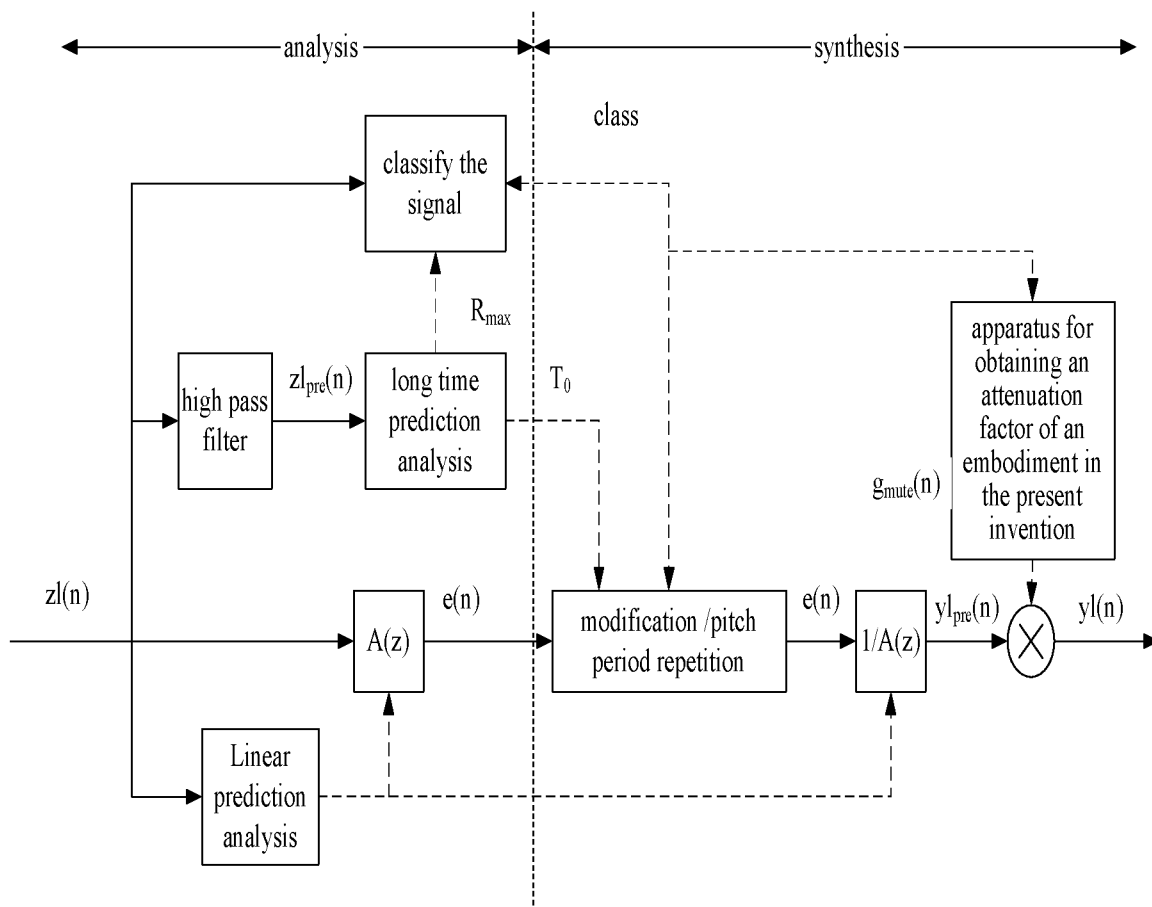 analysis
synthesis
class
classify the
signal
R_max
high pass
filter
zl_pre(n)
long time
prediction
analysis
T_0
apparatus for
obtaining an
attenuation
factor of an
embodiment in
the present
invention
g_mute(n)
zl(n)
A(z)
e(n)
modification /pitch
period repetition
e(n)
1/A(z)
yl_pre(n)
yl(n)
Linear
prediction
analysis